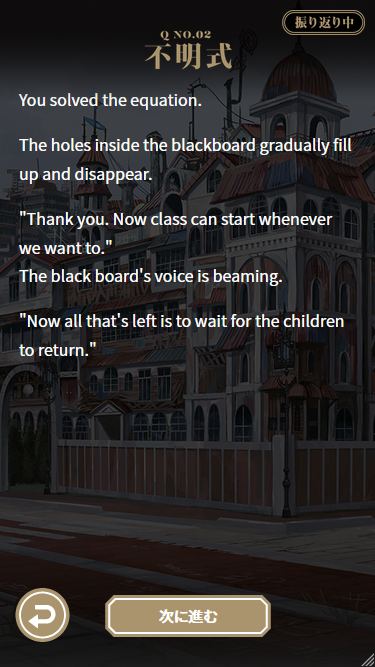 振り返り中
Q NO.02
不明式
You solved the equation.
The holes inside the blackboard gradually fill
up and disappear.
"Thank you. Now class can start whenever
we want to."
The black board's voice is beaming.
"Now all that's left is to wait for the children
to return."
次に進む